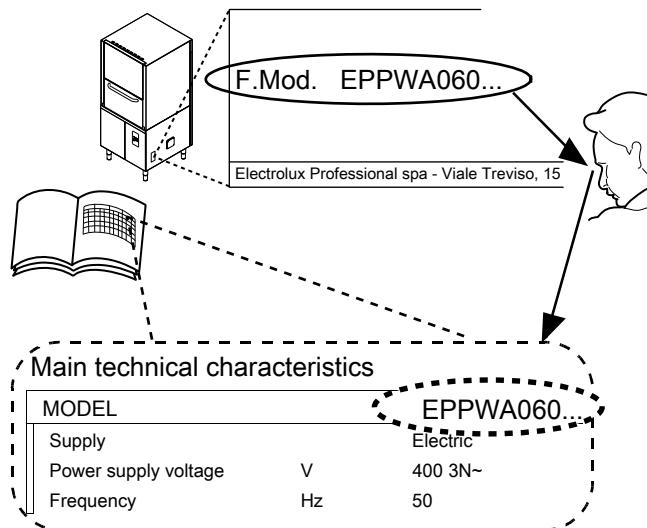 F.Mod. EPPWA060...
Electrolux Professional spa - Viale Treviso, 15
Main technical characteristics
MODEL EPPWA060...
Supply Electric
Power supply voltage V 400 3N~
Frequency Hz 50